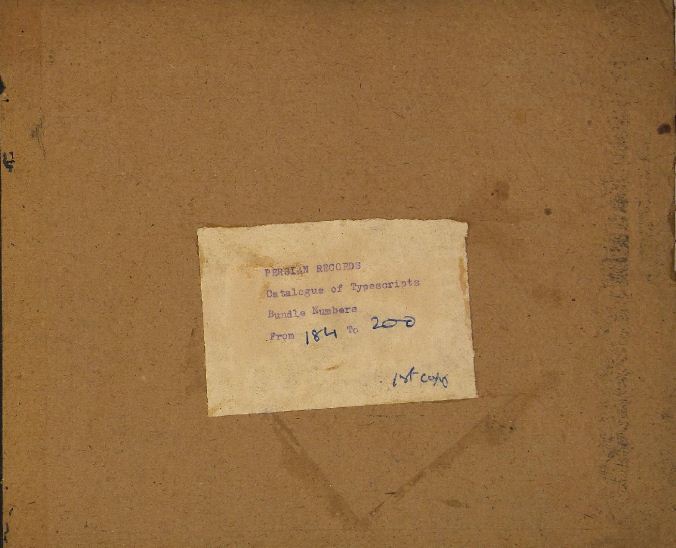 PERSIAN RECORDS
Catalogue of Typescripts
Bundle Numbers
From 184 To 200
1st copy